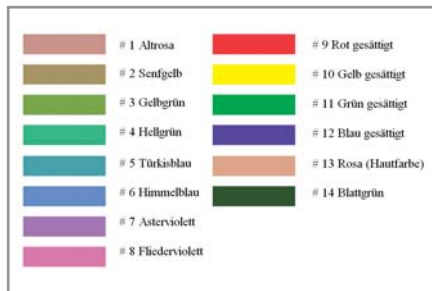 # 1 Altrosa
# 2 Senfgelb
# 3 Gelbgrün
# 4 Hellgrün
# 5 Türkisblau
# 6 Himmelblau
# 7 Asterviolett
# 8 Fliederviolett
# 9 Rot gesättigt
# 10 Gelb gesättigt
# 11 Grün gesättigt
# 12 Blau gesättigt
# 13 Rosa (Hautfarbe)
# 14 Blattgrün